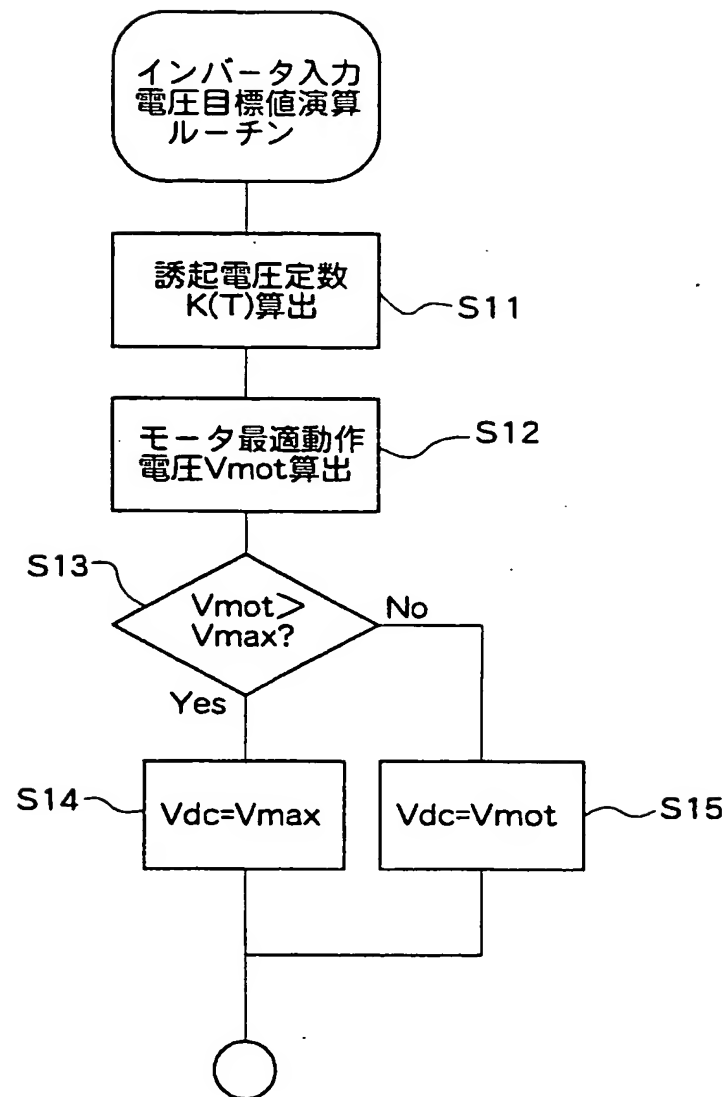 インバータ入力
電圧目標値演算
ルーチン
誘起電圧定数
K(T)算出
S11
モータ最適動作
電圧Vmot算出
S12
S13
Vmot>
Vmax?
No
Yes
S14
Vdc=Vmax
Vdc=Vmot
S15